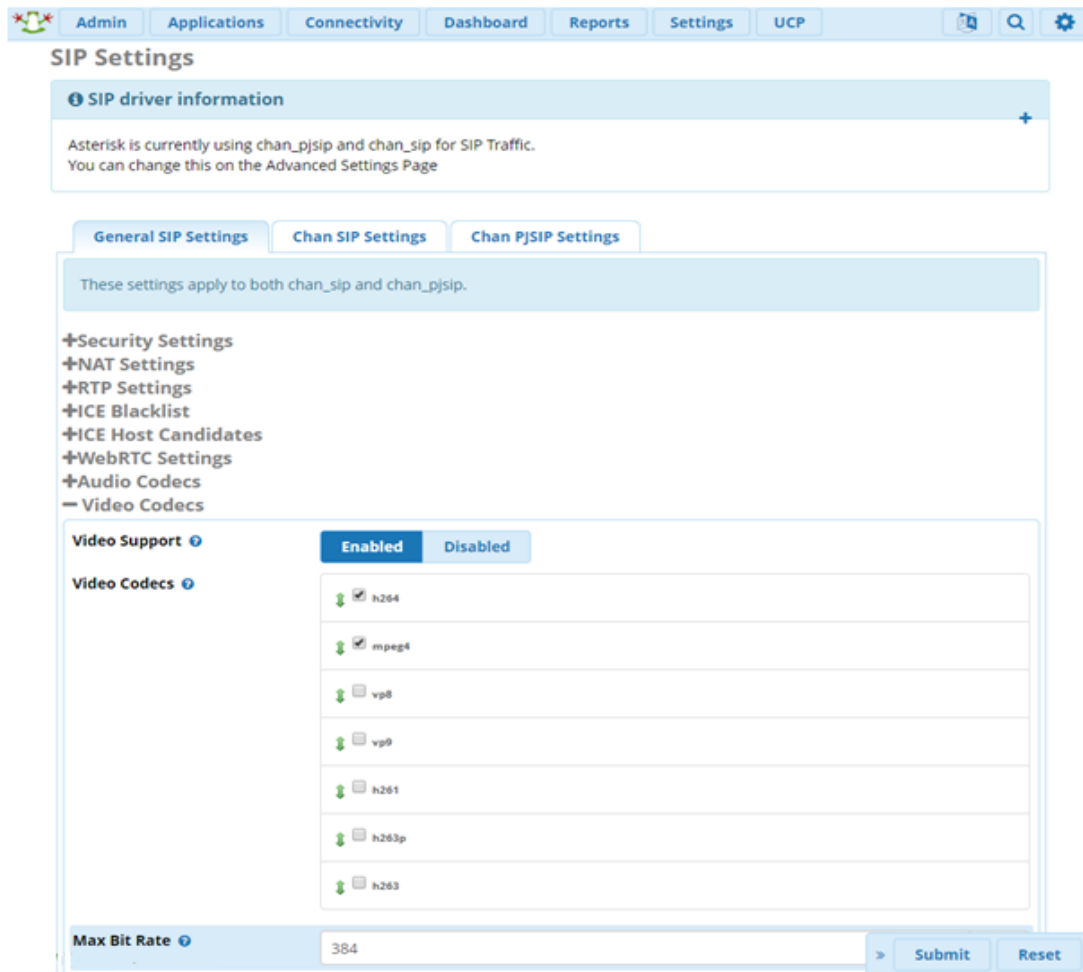 Admin Applications Connectivity Dashboard Reports Settings UCP
SIP Settings
SIP driver information
Asterisk is currently using chan_pjsip and chan_sip for SIP Traffic.
You can change this on the Advanced Settings Page
General SIP Settings Chan SIP Settings Chan PJSIP Settings
These settings apply to both chan_sip and chan_pjsip.
+Security Settings
+NAT Settings
+RTP Settings
+ICE Blacklist
+ICE Host Candidates
+WebRTC Settings
+Audio Codecs
− Video Codecs
Video Support Enabled Disabled
Video Codecs
h264
mpeg4
vp8
vp9
h261
h263p
h263
Max Bit Rate 384
» Submit Reset